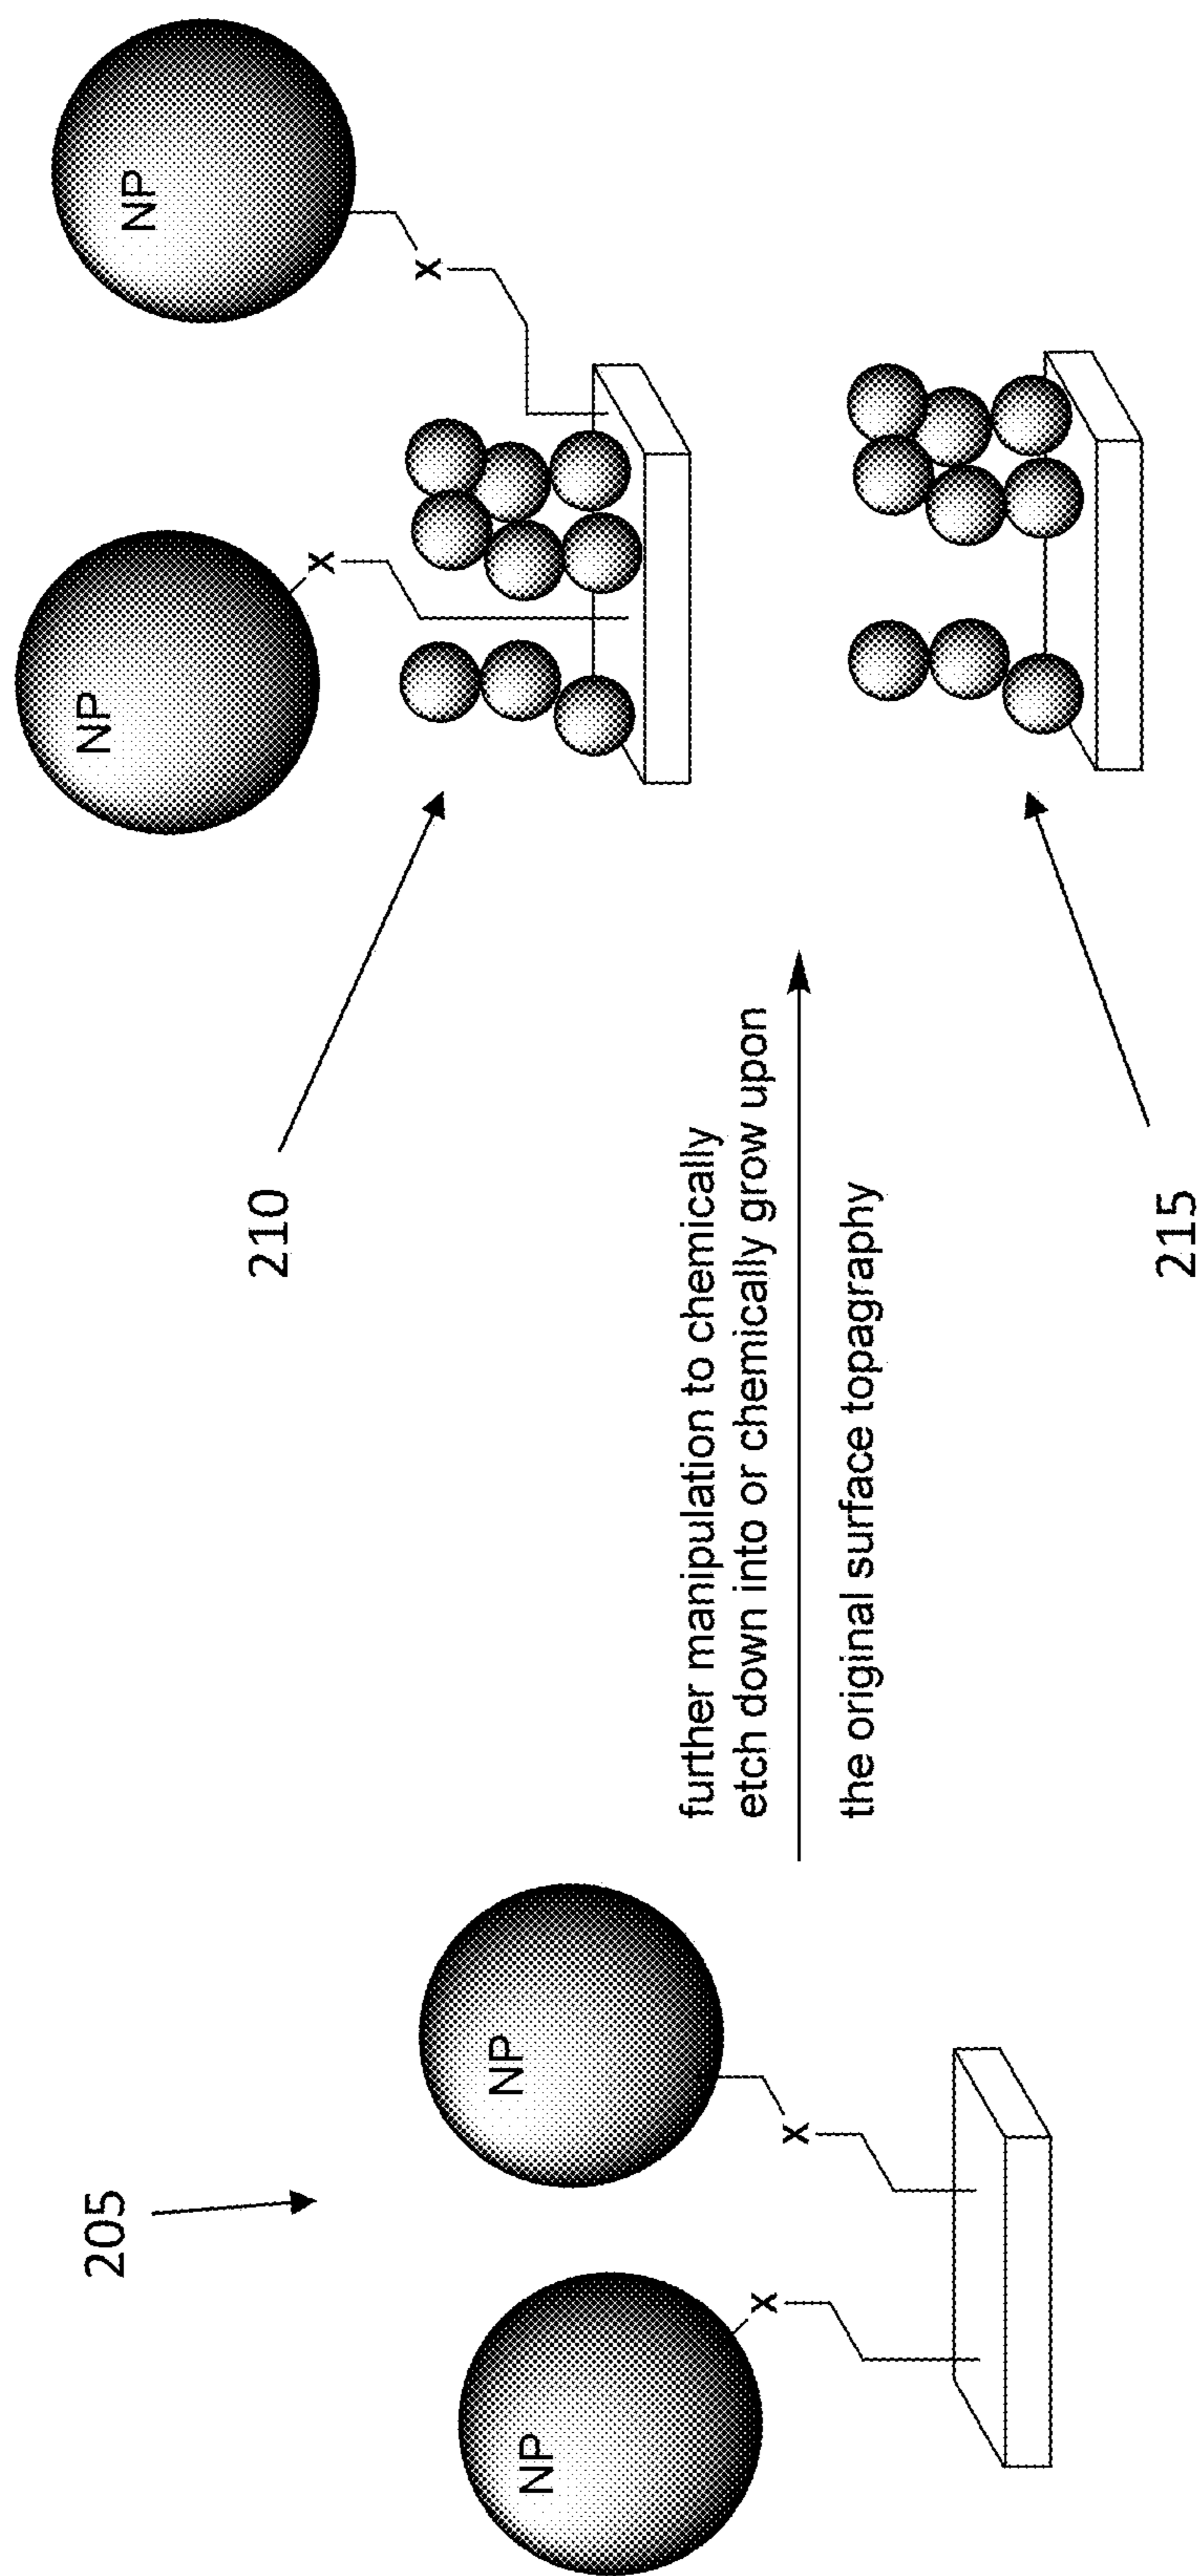 205
NP
NP
further manipulation to chemically
etch down into or chemically grow upon
the original surface topagraphy
210
215
NP
NP
X
X
X
X